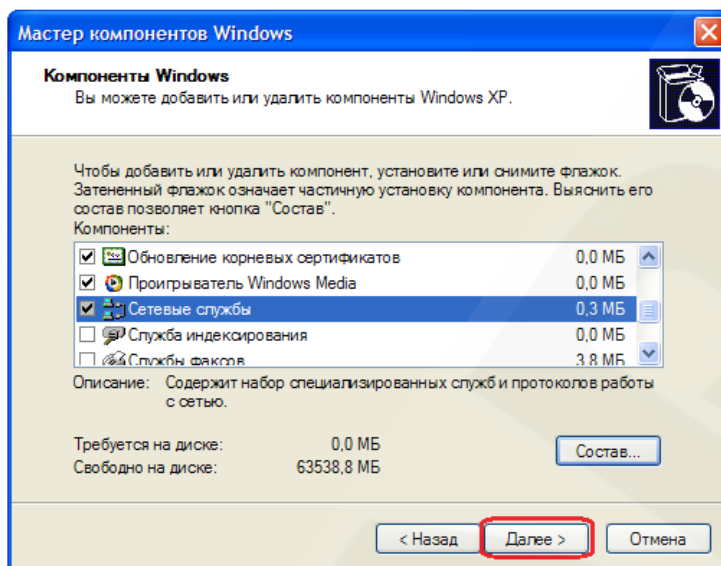 Мастер компонентов Windows
Компоненты Windows
Вы можете добавить или удалить компоненты Windows XP.
Чтобы добавить или удалить компонент, установите или снимите флажок.
Затененный флажок означает частичную установку компонента. Выяснить его
состав позволяет кнопка "Состав".
Компоненты:
Обновление корневых сертификатов 0,0 МБ
Проигрыватель Windows Media 0,0 МБ
Сетевые службы 0,3 МБ
Служба индексирования 0,0 МБ
Службы факсов 3,8 МБ
Описание: Содержит набор специализированных служб и протоколов работы
с сетью.
Требуется на диске: 0,0 МБ
Свободно на диске: 63538,8 МБ
Состав...
< Назад Далее > Отмена